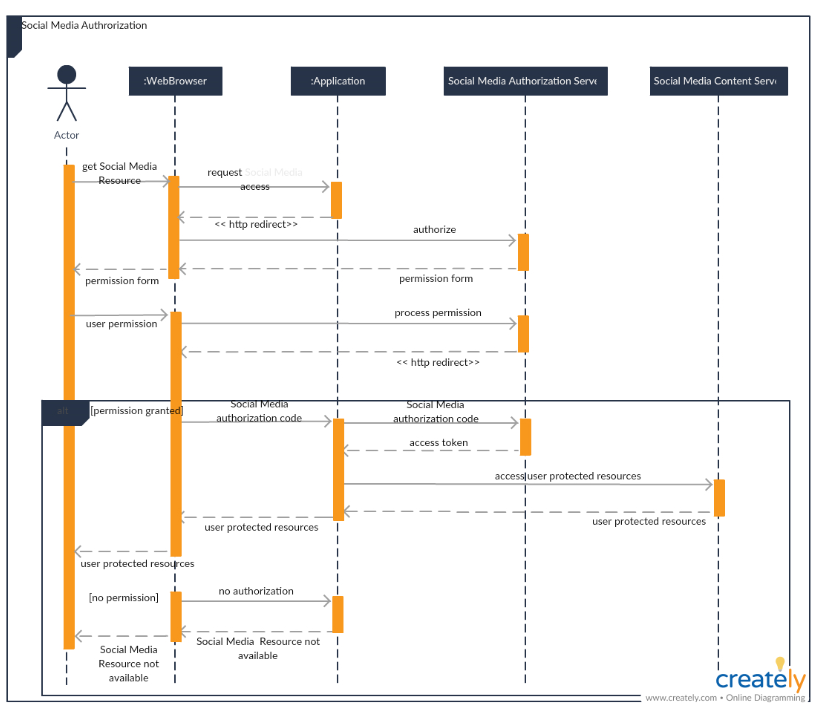 Social Media Authrorization
:WebBrowser
:Application
Social Media Authorization Serve
Social Media Content Serve
Actor
get Social Media
Resource
request Social Media
access
<< http redirect>>
authorize
permission form
permission form
user permission
process permission
<< http redirect>>
alt
[permission granted]
Social Media
authorization code
Social Media
authorization code
access token
access user protected resources
user protected resources
user protected resources
user protected resources
[no permission]
no authorization
Social Media Resource not
available
Social Media
Resource not
available
creately
www.creately.com • Online Diagramming